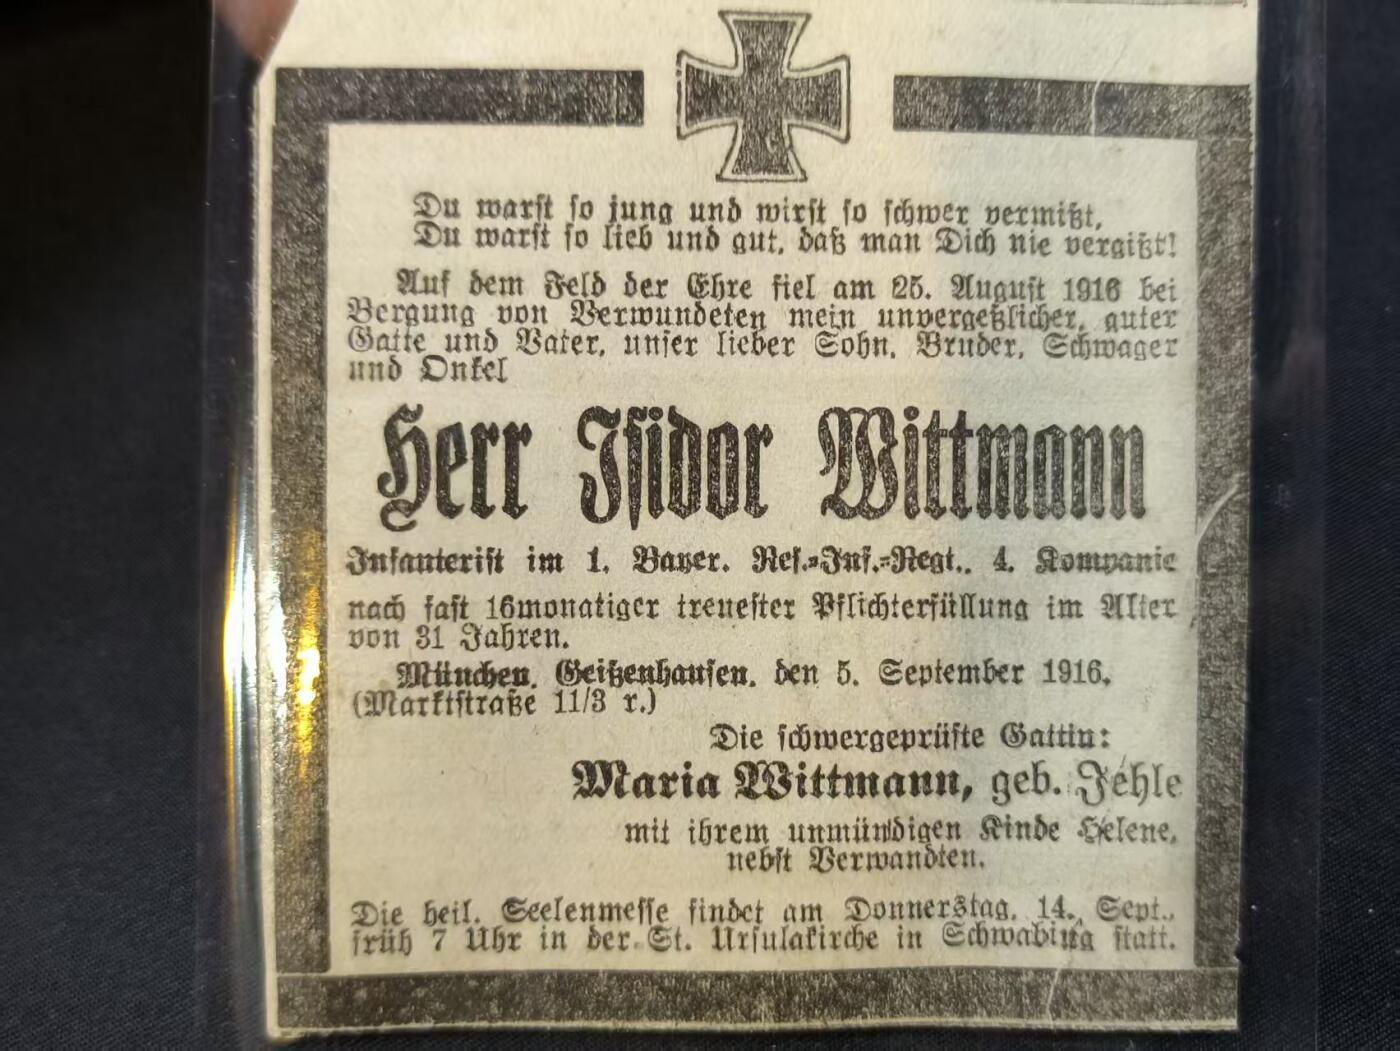 Du warst so jung und wirst so schwer vermißt,
Du warst so lieb und gut, daß man Dich nie vergißt!
Auf dem Feld der Ehre fiel am 25. August 1916 bei
Bergung von Verwundeten mein unvergeßlicher, guter
Gatte und Vater, unser lieber Sohn, Bruder, Schwager
und Onkel
Herr Isidor Wittmann
Infanterist im 1. Bayer. Res.-Inf.-Regt., 4. Kompanie
nach fast 16monatiger treuester Pflichterfüllung im Alter
von 31 Jahren.
München, Geißenhausen, den 5. September 1916.
(Marktstraße 11/3 r.)
Die schwergeprüfte Gattin:
Maria Wittmann, geb. Jehle
mit ihrem unmündigen Kinde Helene,
nebst Verwandten.
Die heil. Seelenmesse findet am Donnerstag, 14. Sept.,
früh 7 Uhr in der St. Ursulakirche in Schwabing statt.